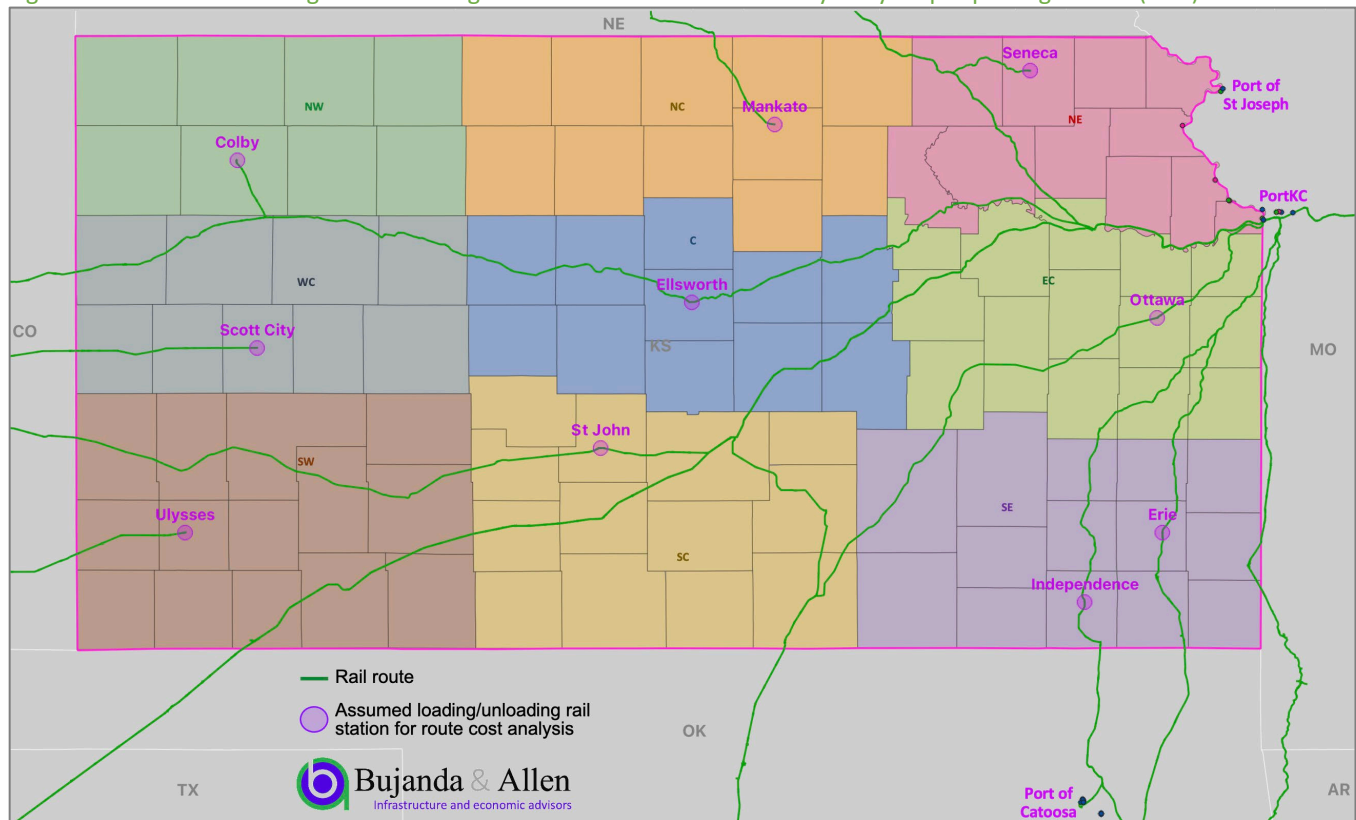 NE
Seneca
Port of
St Joseph
NW
NC
Mankato
NE
Colby
PortKC
C
WC
Ellsworth
EC
Ottawa
CO
Scott City
KS
MO
St John
SW
Ulysses
SE
Erie
SC
Independence
Rail route
Assumed loading/unloading rail
station for route cost analysis
OK
Bujanda & Allen
Infrastructure and economic advisors
TX
Port of
Catoosa
AR